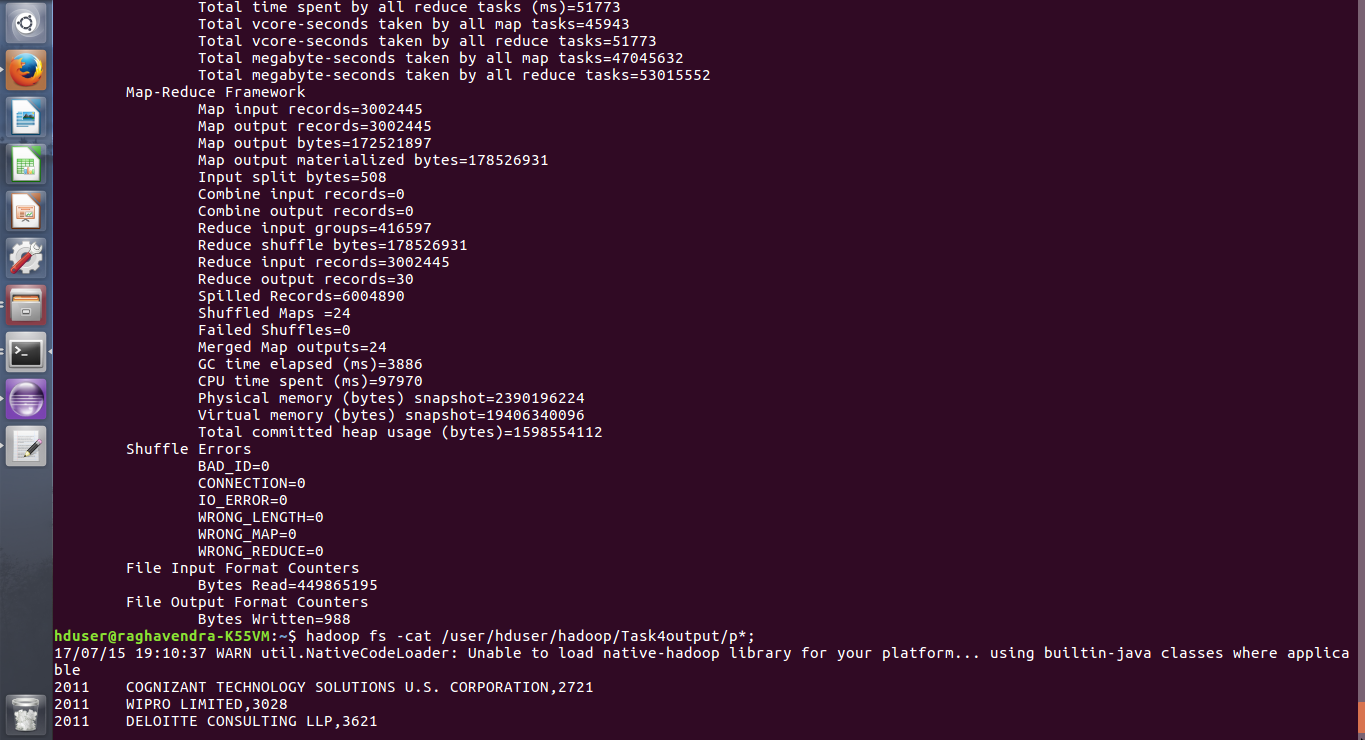 Total time spent by all reduce tasks (ms)=51773
Total vcore-seconds taken by all map tasks=45943
Total vcore-seconds taken by all reduce tasks=51773
Total megabyte-seconds taken by all map tasks=47045632
Total megabyte-seconds taken by all reduce tasks=53015552
Map-Reduce Framework
Map input records=3002445
Map output records=3002445
Map output bytes=172521897
Map output materialized bytes=178526931
Input split bytes=508
Combine input records=0
Combine output records=0
Reduce input groups=416597
Reduce shuffle bytes=178526931
Reduce input records=3002445
Reduce output records=30
Spilled Records=6004890
Shuffled Maps =24
Failed Shuffles=0
Merged Map outputs=24
GC time elapsed (ms)=3886
CPU time spent (ms)=97970
Physical memory (bytes) snapshot=2390196224
Virtual memory (bytes) snapshot=19406340096
Total committed heap usage (bytes)=1598554112
Shuffle Errors
BAD_ID=0
CONNECTION=0
IO_ERROR=0
WRONG_LENGTH=0
WRONG_MAP=0
WRONG_REDUCE=0
File Input Format Counters
Bytes Read=449865195
File Output Format Counters
Bytes Written=988
hduser@raghavendra-K55VM:~$ hadoop fs -cat /user/hduser/hadoop/Task4output/p*;
17/07/15 19:10:37 WARN util.NativeCodeLoader: Unable to load native-hadoop library for your platform... using builtin-java classes where applica
ble
2011 COGNIZANT TECHNOLOGY SOLUTIONS U.S. CORPORATION,2721
2011 WIPRO LIMITED,3028
2011 DELOITTE CONSULTING LLP,3621